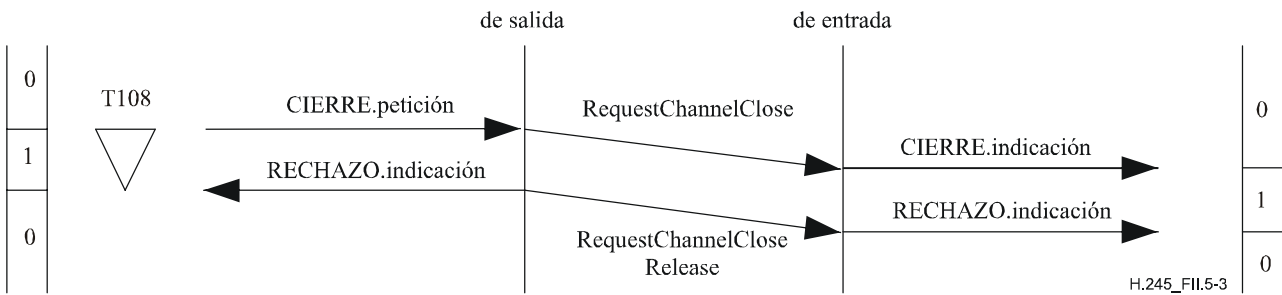 de salida
de entrada
0
T108
CIERRE.petición
RequestChannelClose
0
1
CIERRE.indicación
RECHAZO.indicación
1
RECHAZO.indicación
0
RequestChannelClose
Release
0
H.245_FII.5-3